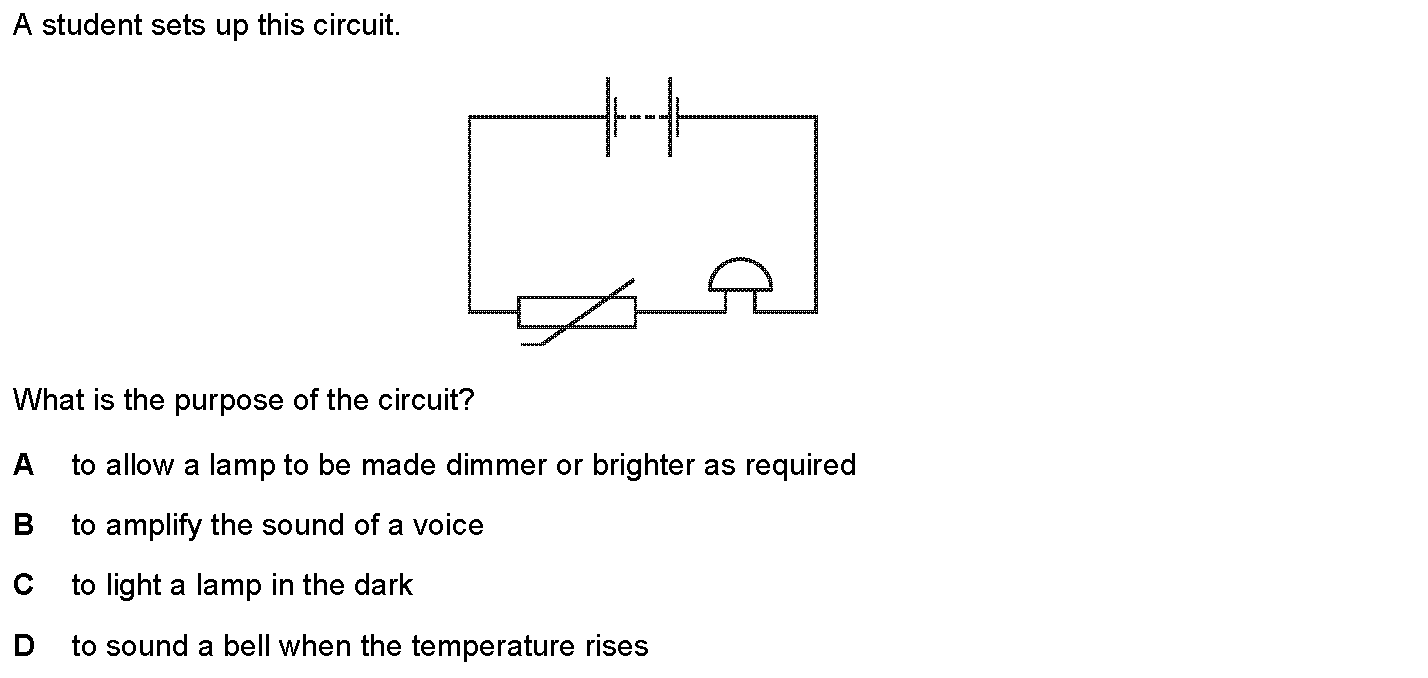 A student sets up this circuit.
What is the purpose of the circuit?
A to allow a lamp to be made dimmer or brighter as required
B to amplify the sound of a voice
C to light a lamp in the dark
D to sound a bell when the temperature rises